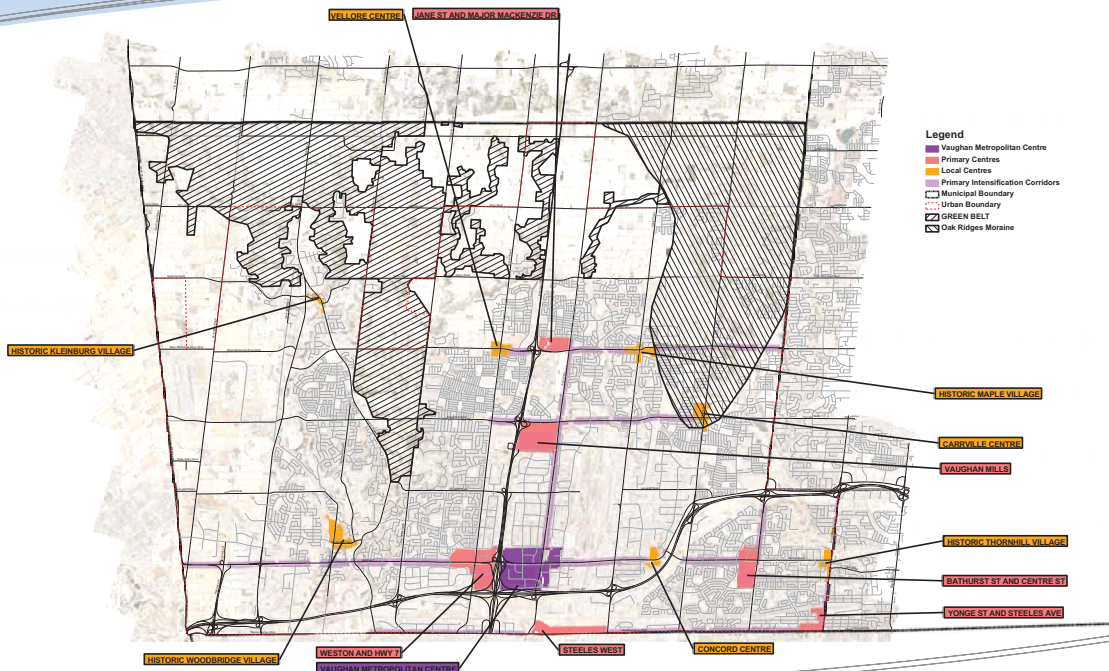 VELLORE CENTRE
JANE ST AND MAJOR MACKENZIE DR
Legend
Vaughan Metropolitan Centre
Primary Centres
Local Centres
Primary Intensification Corridors
Municipal Boundary
Urban Boundary
GREEN BELT
Oak Ridges Moraine
HISTORIC KLEINBURG VILLAGE
HISTORIC MAPLE VILLAGE
CARRVILLE CENTRE
VAUGHAN MILLS
HISTORIC THORNHILL VILLAGE
BATHURST ST AND CENTRE ST
YONGE ST AND STEELES AVE
HISTORIC WOODBRIDGE VILLAGE
WESTON AND HWY 7
VAUGHAN METROPOLITAN CENTRE
STEELES WEST
CONCORD CENTRE